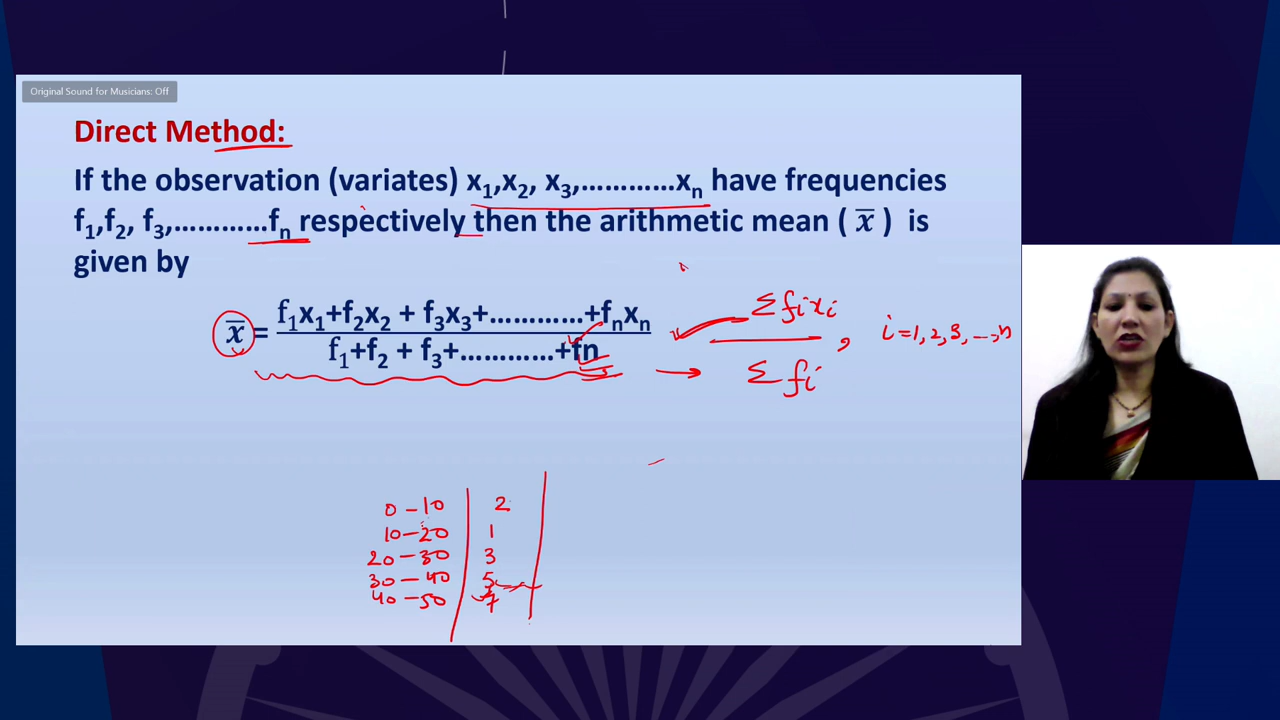 Original Sound for Musicians: Off
Direct Method:
If the observation (variates) x₁,x₂, x₃,…………xₙ have frequencies
f₁,f₂, f₃,…………fₙ respectively then the arithmetic mean ( x̅ ) is
given by
x̅ = f₁x₁+f₂x₂ + f₃x₃+…………+fₙxₙ
f₁+f₂ + f₃+…………+fn
Σfixi
Σfi
, i=1,2,3,---,n
0-10 2
10-20 1
20-30 3
30-40 5
40-50 7